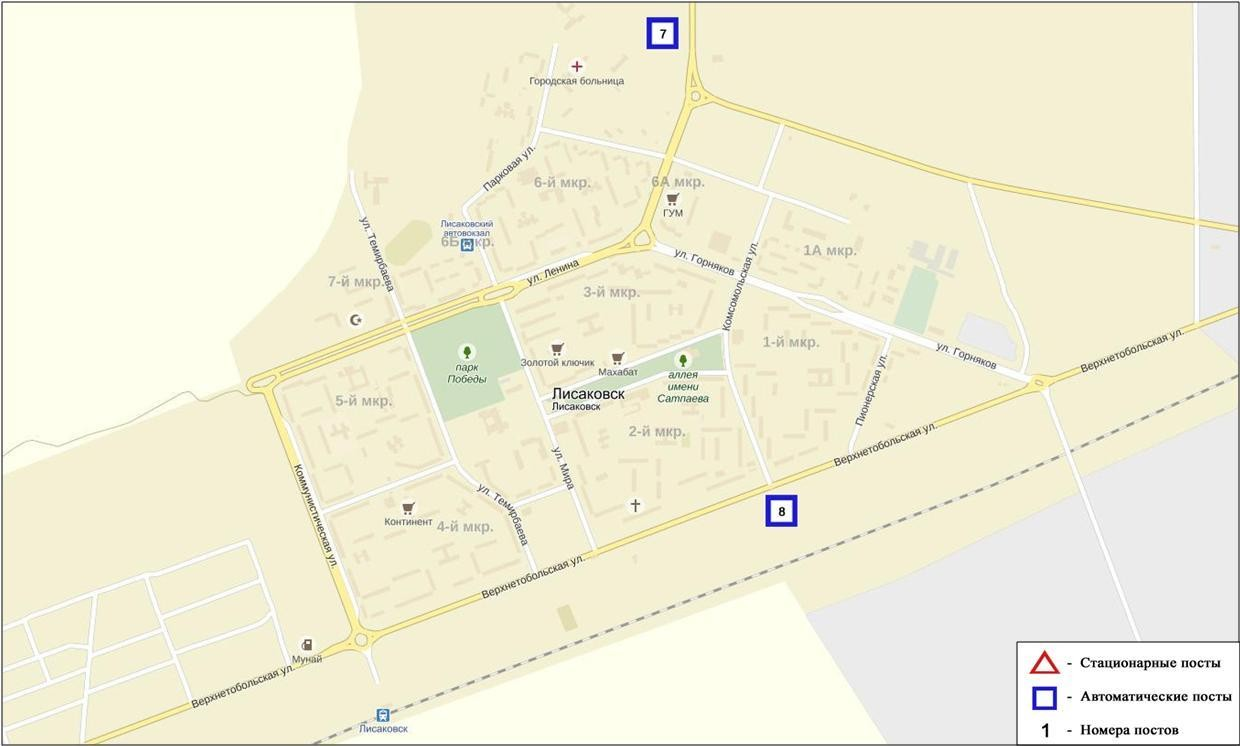 7
Городская больница
Парковая ул.
6-й мкр.
6А мкр.
ГУМ
Лисаковский
автовокзал
6Б мкр.
ул. Темирбаева
7-й мкр.
ул. Ленина
ул. Горняков
Комсомольская ул.
1А мкр.
3-й мкр.
1-й мкр.
ул. Горняков
Верхнетобольская ул.
парк
Победы
Золотой ключик
Махабат
аллея
имени
Сатпаева
Лисаковск
Лисаковск
5-й мкр.
2-й мкр.
Пионерская ул.
Верхнетобольская ул.
ул. Мира
Коммунистическая ул.
Континент
4-й мкр.
ул. Темирбаева
8
Верхнетобольская ул.
Мунай
Верхнетобольская ул.
Лисаковск
- Стационарные посты
- Автоматические посты
1 - Номера постов